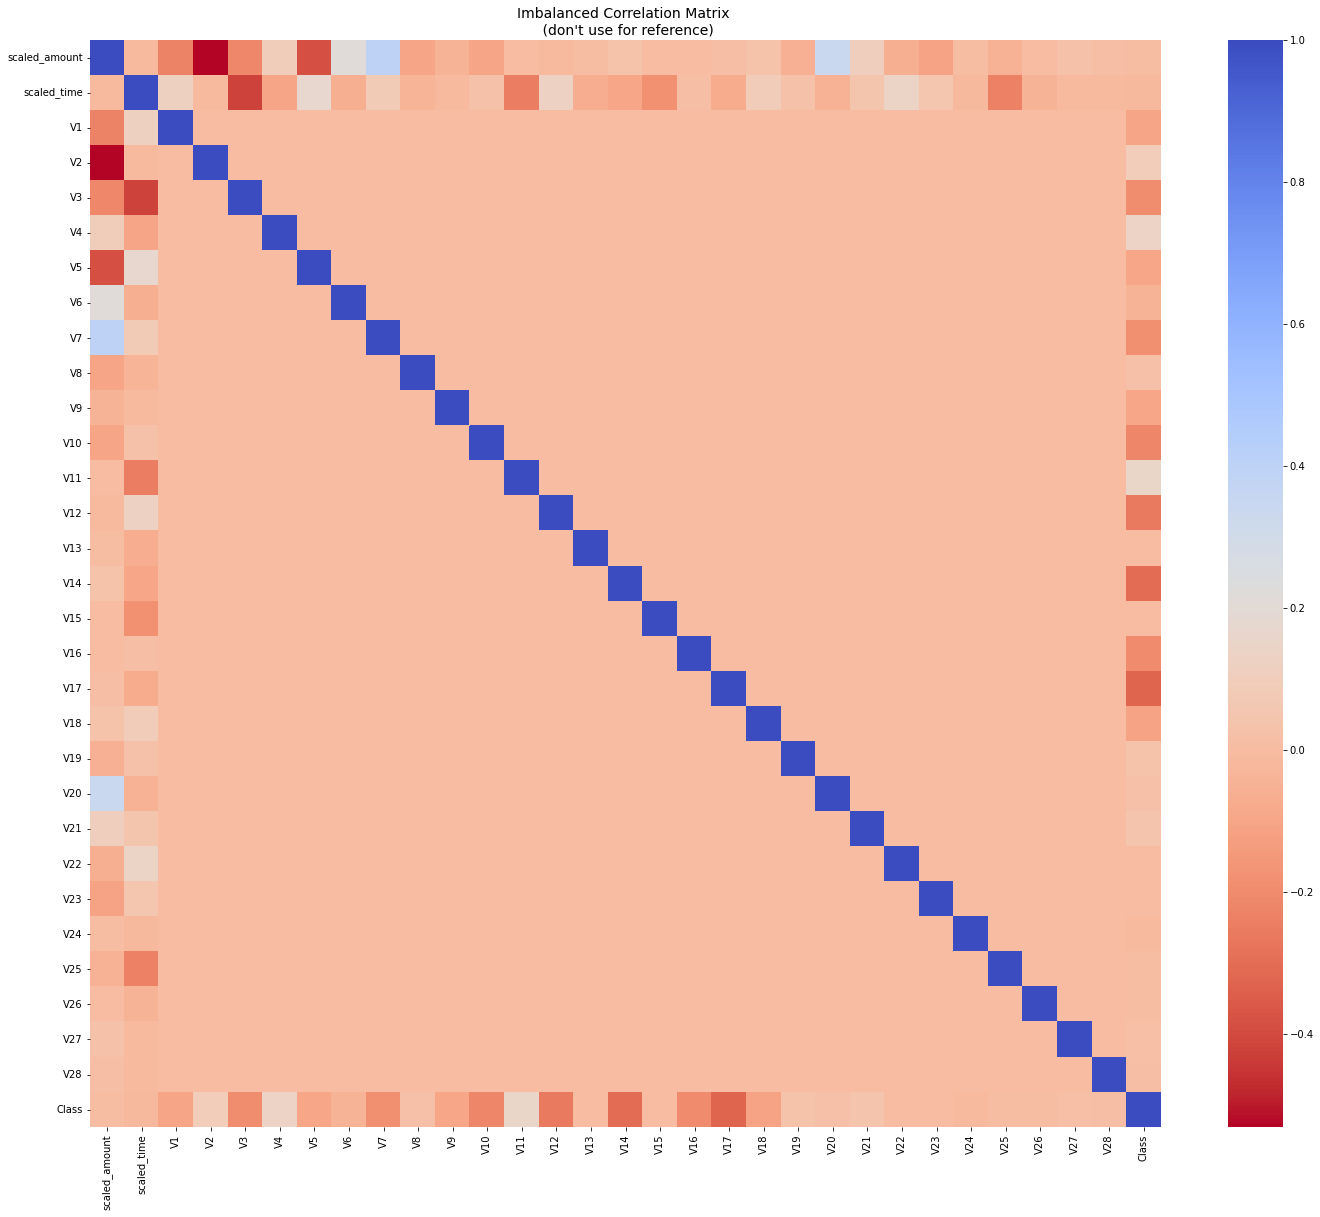 Imbalanced Correlation Matrix
(don't use for reference)
scaled_amount
scaled_time
V1
V2
V3
V4
V5
V6
V7
V8
V9
V10
V11
V12
V13
V14
V15
V16
V17
V18
V19
V20
V21
V22
V23
V24
V25
V26
V27
V28
Class
scaled_amount
scaled_time
V1
V2
V3
V4
V5
V6
V7
V8
V9
V10
V11
V12
V13
V14
V15
V16
V17
V18
V19
V20
V21
V22
V23
V24
V25
V26
V27
V28
Class
1.0
0.8
0.6
0.4
0.2
0.0
−0.2
−0.4